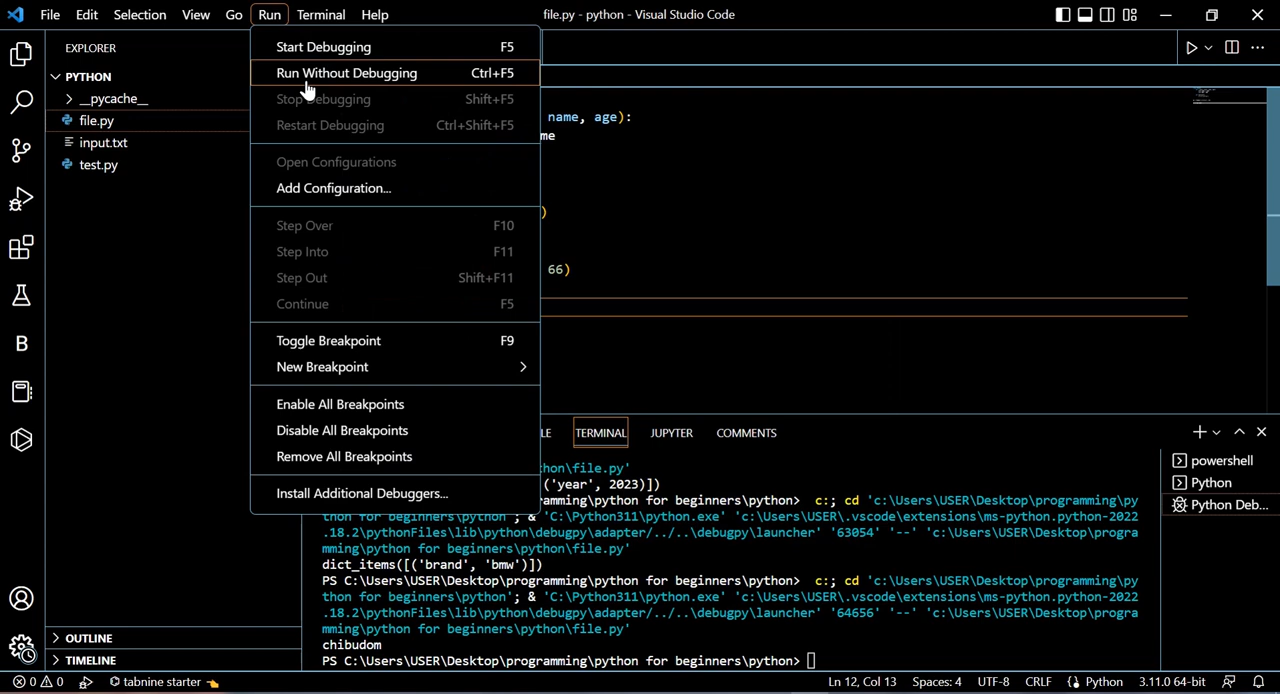 File Edit Selection View Go Run Terminal Help file.py - python - Visual Studio Code
EXPLORER
PYTHON
__pycache__
file.py
input.txt
test.py
Start Debugging F5
Run Without Debugging Ctrl+F5
Stop Debugging Shift+F5
Restart Debugging Ctrl+Shift+F5
Open Configurations
Add Configuration...
Step Over F10
Step Into F11
Step Out Shift+F11
Continue F5
Toggle Breakpoint F9
New Breakpoint
Enable All Breakpoints
Disable All Breakpoints
Remove All Breakpoints
Install Additional Debuggers...
name, age):
me
)
66)
LE TERMINAL JUPYTER COMMENTS
hon\file.py'
('year', 2023)])
ramming\python for beginners\python> c:; cd 'c:\Users\USER\Desktop\programming\py
thon for beginners\python'; & 'C:\Python311\python.exe' 'c:\Users\USER\.vscode\extensions\ms-python.python-2022
.18.2\pythonFiles\lib\python\debugpy\adapter/../..\debugpy\launcher' '63054' '--' 'c:\Users\USER\Desktop\progra
mming\python for beginners\python\file.py'
dict_items([('brand', 'bmw')])
PS C:\Users\USER\Desktop\programming\python for beginners\python> c:; cd 'c:\Users\USER\Desktop\programming\py
thon for beginners\python'; & 'C:\Python311\python.exe' 'c:\Users\USER\.vscode\extensions\ms-python.python-2022
.18.2\pythonFiles\lib\python\debugpy\adapter/../..\debugpy\launcher' '64656' '--' 'c:\Users\USER\Desktop\progra
mming\python for beginners\python\file.py'
chibudom
PS C:\Users\USER\Desktop\programming\python for beginners\python>
powershell
Python
Python Deb...
OUTLINE
TIMELINE
0 0 tabnine starter Ln 12, Col 13 Spaces: 4 UTF-8 CRLF Python 3.11.0 64-bit